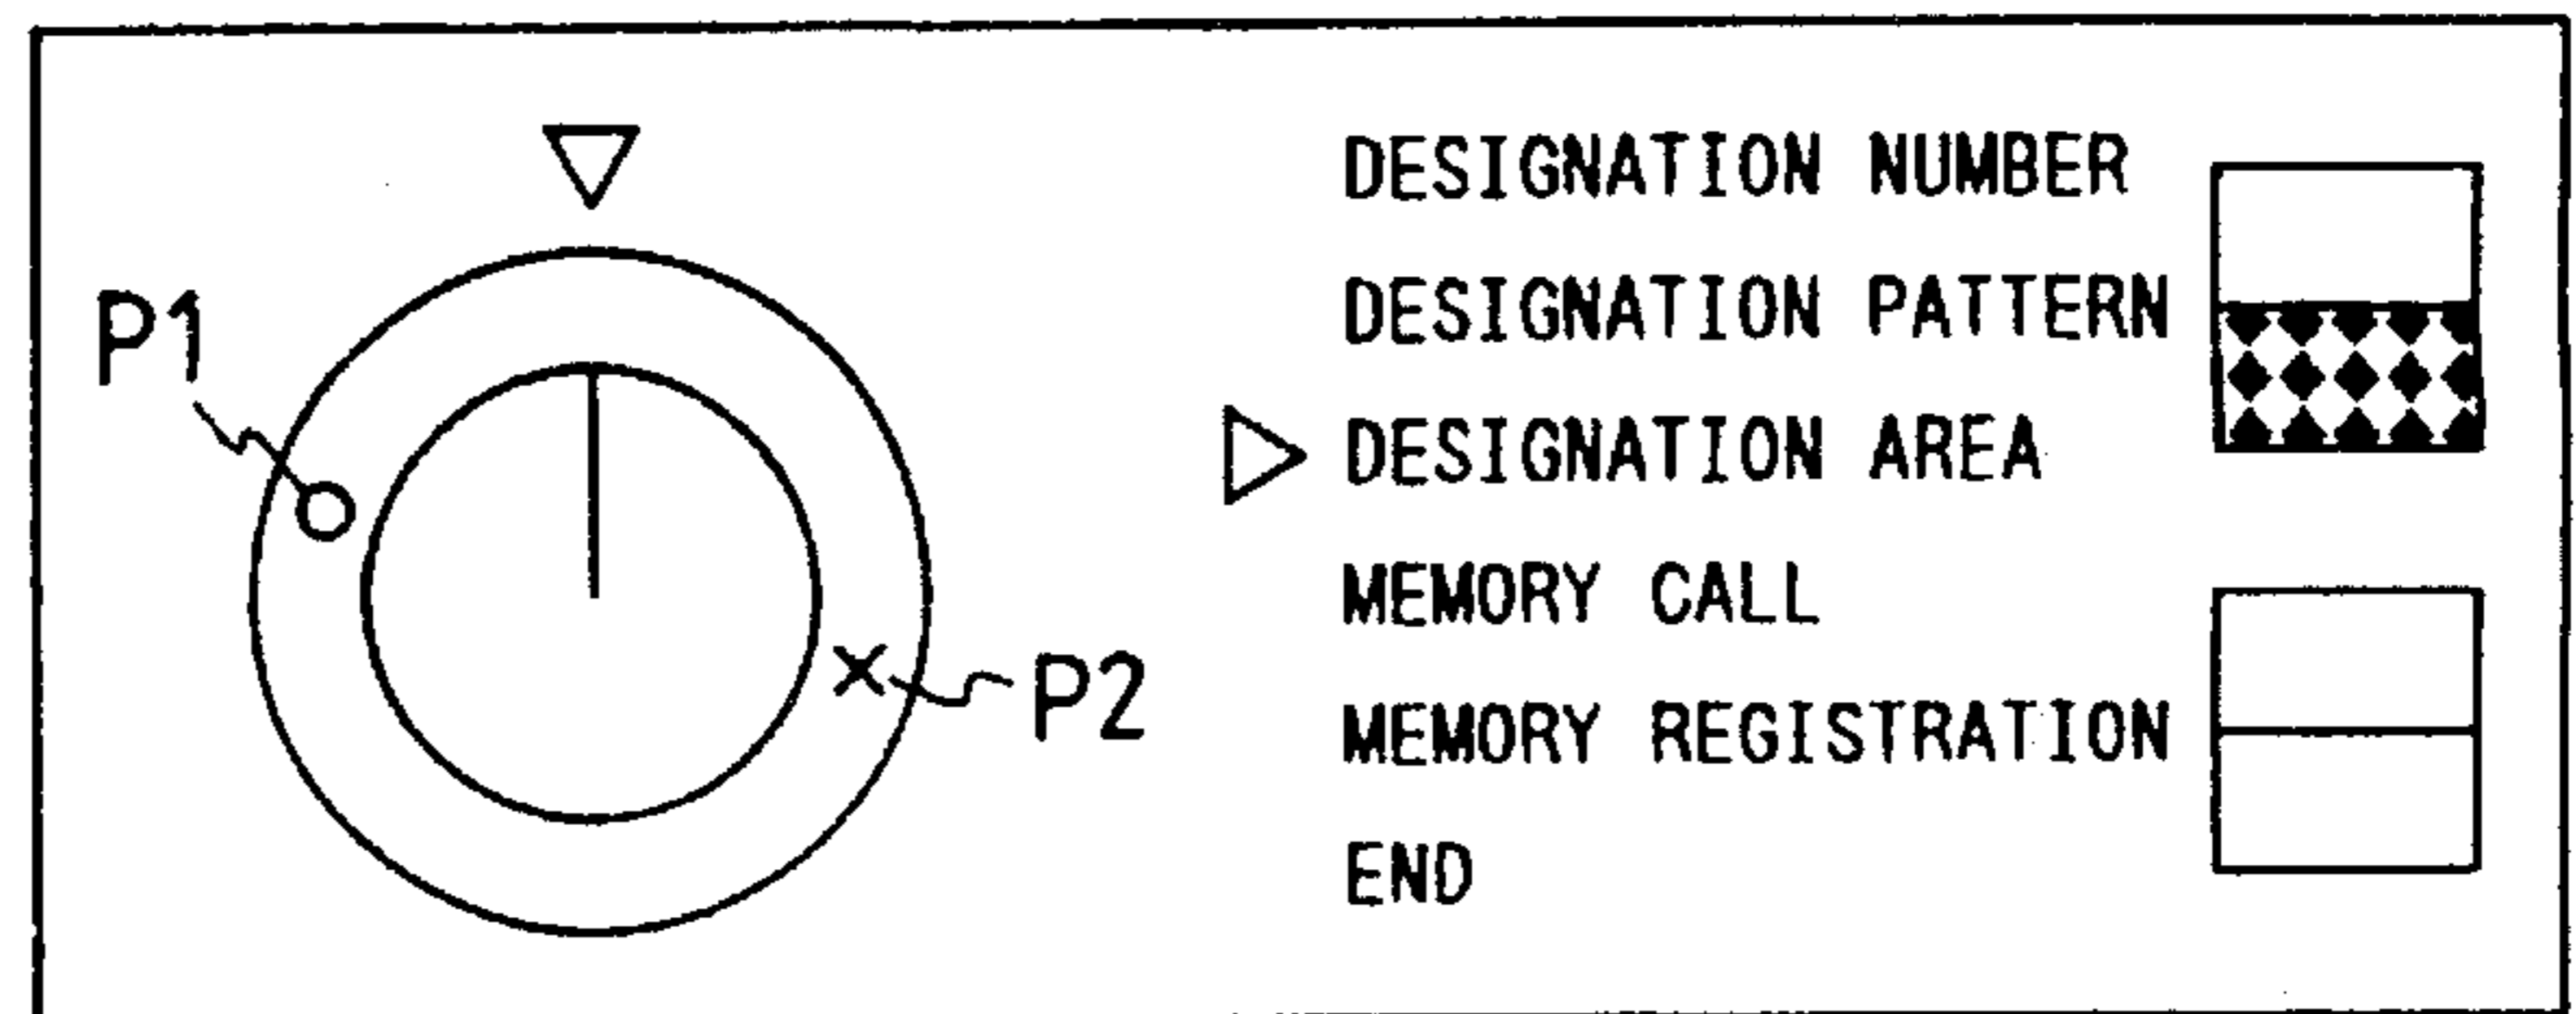 P1
P2
DESIGNATION NUMBER
DESIGNATION PATTERN
DESIGNATION AREA
MEMORY CALL
MEMORY REGISTRATION
END